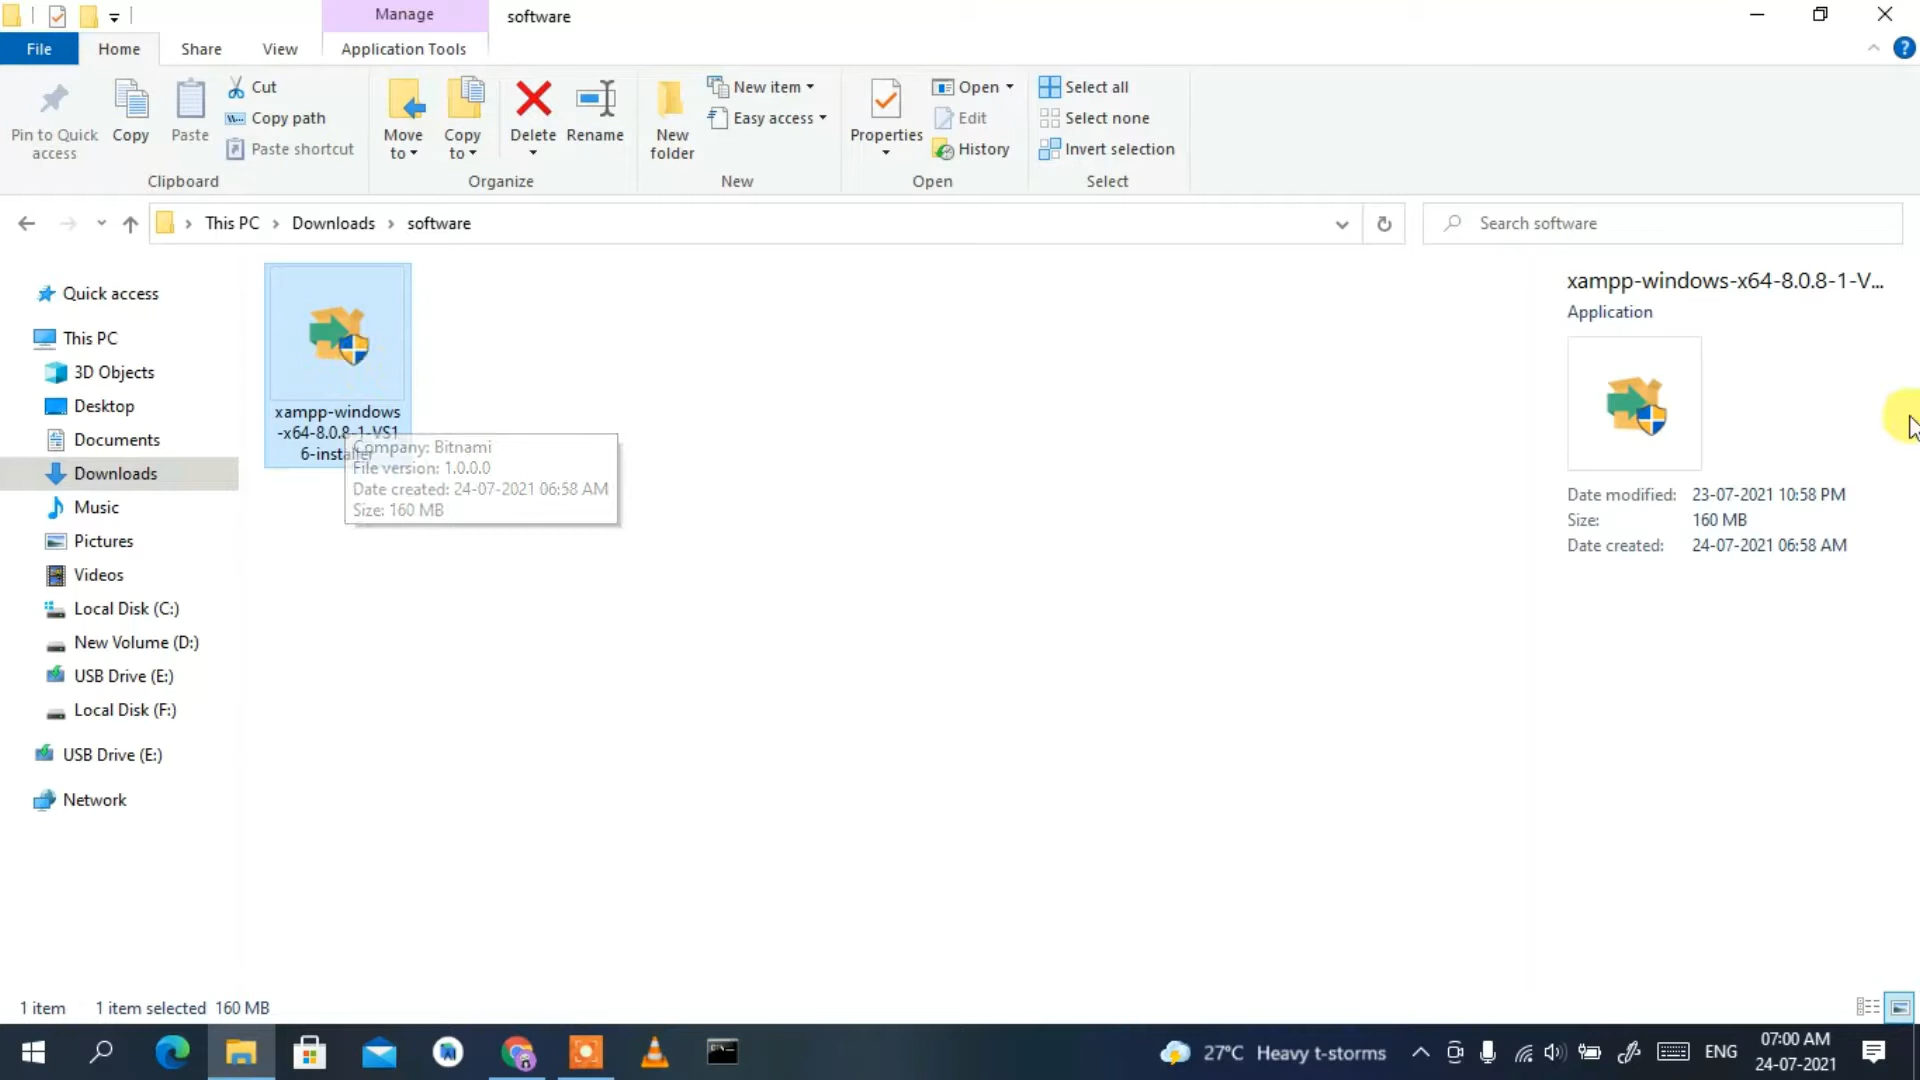 Manage
software
File
Home
Share
View
Application Tools
Pin to Quick
access
Copy
Paste
Cut
Copy path
Paste shortcut
Clipboard
Move
to
Copy
to
Delete
Rename
Organize
New
folder
New item
Easy access
New
Properties
Open
Edit
History
Open
Select all
Select none
Invert selection
Select
This PC
Downloads
software
Search software
Quick access
This PC
3D Objects
Desktop
Documents
Downloads
Music
Pictures
Videos
Local Disk (C:)
New Volume (D:)
USB Drive (E:)
Local Disk (F:)
USB Drive (E:)
Network
xampp-windows
-x64-8.0.8-1-VS1
6-installer
Company: Bitnami
File version: 1.0.0.0
Date created: 24-07-2021 06:58 AM
Size: 160 MB
xampp-windows-x64-8.0.8-1-V...
Application
Date modified: 23-07-2021 10:58 PM
Size: 160 MB
Date created: 24-07-2021 06:58 AM
1 item 1 item selected 160 MB
27°C Heavy t-storms
ENG
07:00 AM
24-07-2021